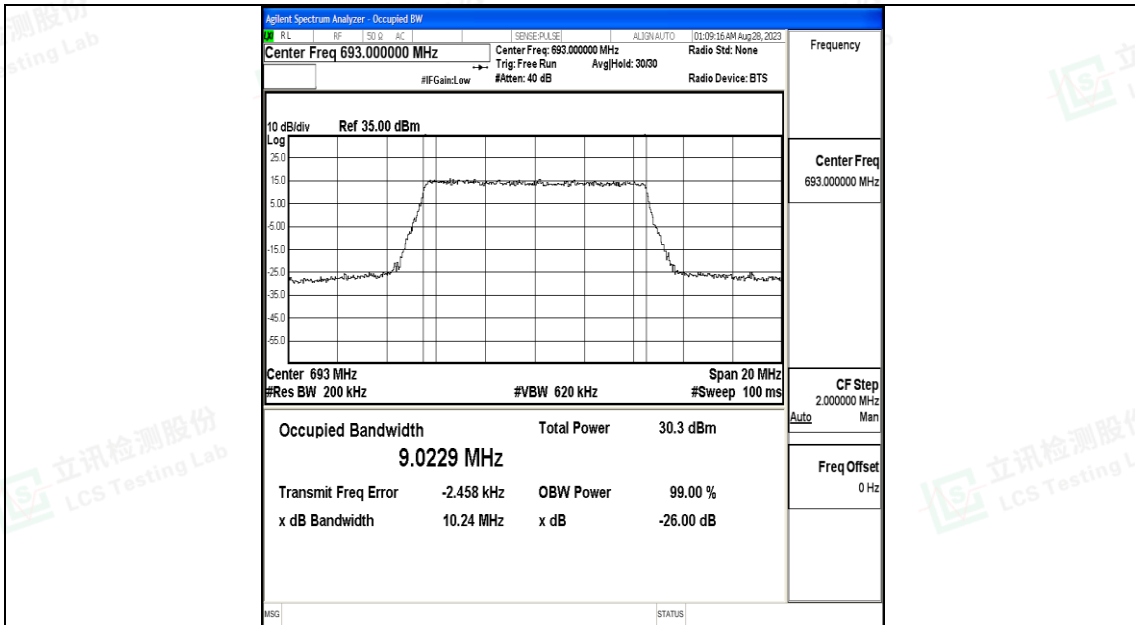 Agilent Spectrum Analyzer - Occupied BW
RL RF 50 Ω AC SENSE:PULSE ALIGN AUTO 01:09:16 AM Aug 28, 2023
Center Freq 693.000000 MHz
Center Freq: 693.000000 MHz
Radio Std: None
Trig: Free Run Avg|Hold: 30/30
#IFGain:Low
#Atten: 40 dB
Radio Device: BTS
10 dB/div Ref 35.00 dBm
Log
25.0
15.0
5.00
-5.00
-15.0
-25.0
-35.0
-45.0
-55.0
Center 693 MHz
Span 20 MHz
#Res BW 200 kHz
#VBW 620 kHz
#Sweep 100 ms
Occupied Bandwidth
9.0229 MHz
Total Power 30.3 dBm
Transmit Freq Error -2.458 kHz
OBW Power 99.00 %
x dB Bandwidth 10.24 MHz
x dB -26.00 dB
MSG
STATUS
Frequency
Center Freq
693.000000 MHz
CF Step
2.000000 MHz
Auto Man
Freq Offset
0 Hz
立讯检测股份
LCS Testing Lab
立讯检测股份
LCS Testing L
测股份
sting Lab
立